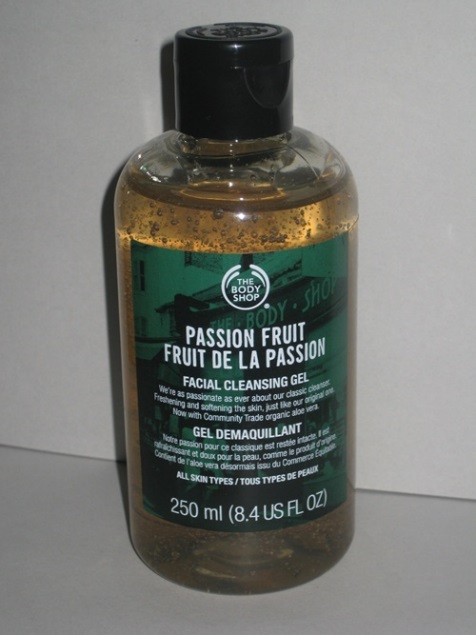 THE
BODY
SHOP
THE · BODY · SHOP
PASSION FRUIT
FRUIT DE LA PASSION
FACIAL CLEANSING GEL
We're as passionate as ever about our classic cleanser.
Freshening and softening the skin, just like our original one.
Now with Community Trade organic aloe vera.
GEL DEMAQUILLANT
Notre passion pour ce classique est restée intacte. Il est
rafraîchissant et doux pour la peau, comme le produit d'origine.
Contient de l'aloe vera désormais issu du Commerce Equitable.
ALL SKIN TYPES / TOUS TYPES DE PEAUX
250 ml (8.4 US FL OZ)